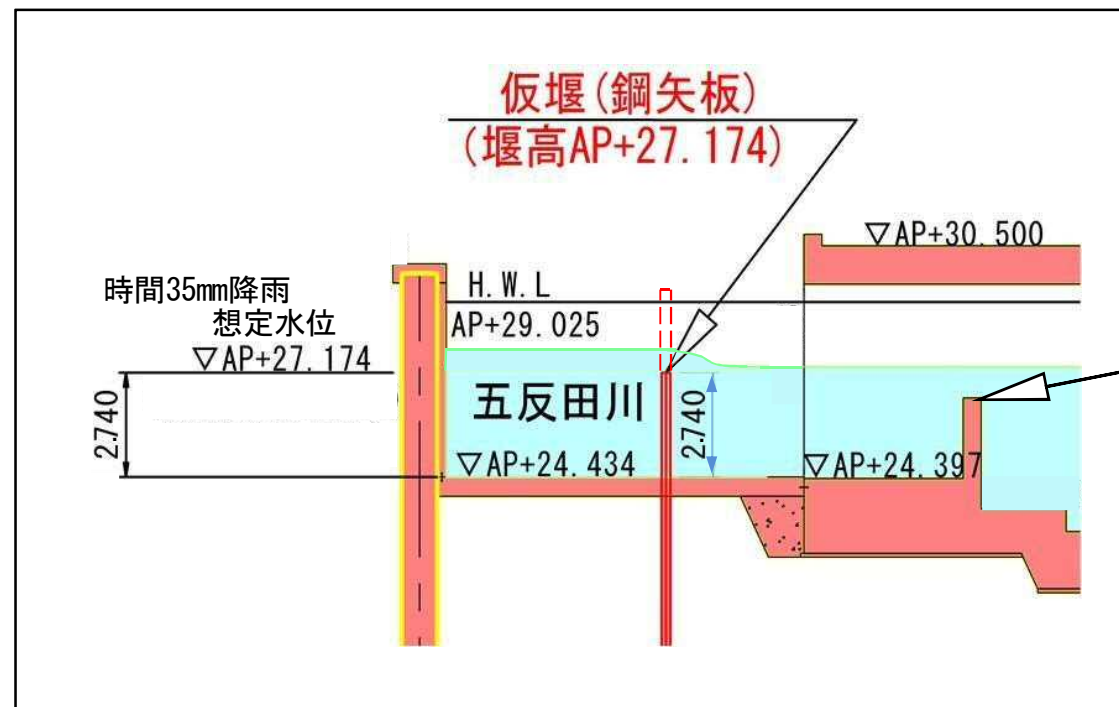 仮堰(鋼矢板)
(堰高AP+27.174)
▽AP+30.500
時間35mm降雨
想定水位
▽AP+27.174
H.W.L
AP+29.025
五反田川
2.740
2.740
▽AP+24.434
▽AP+24.397